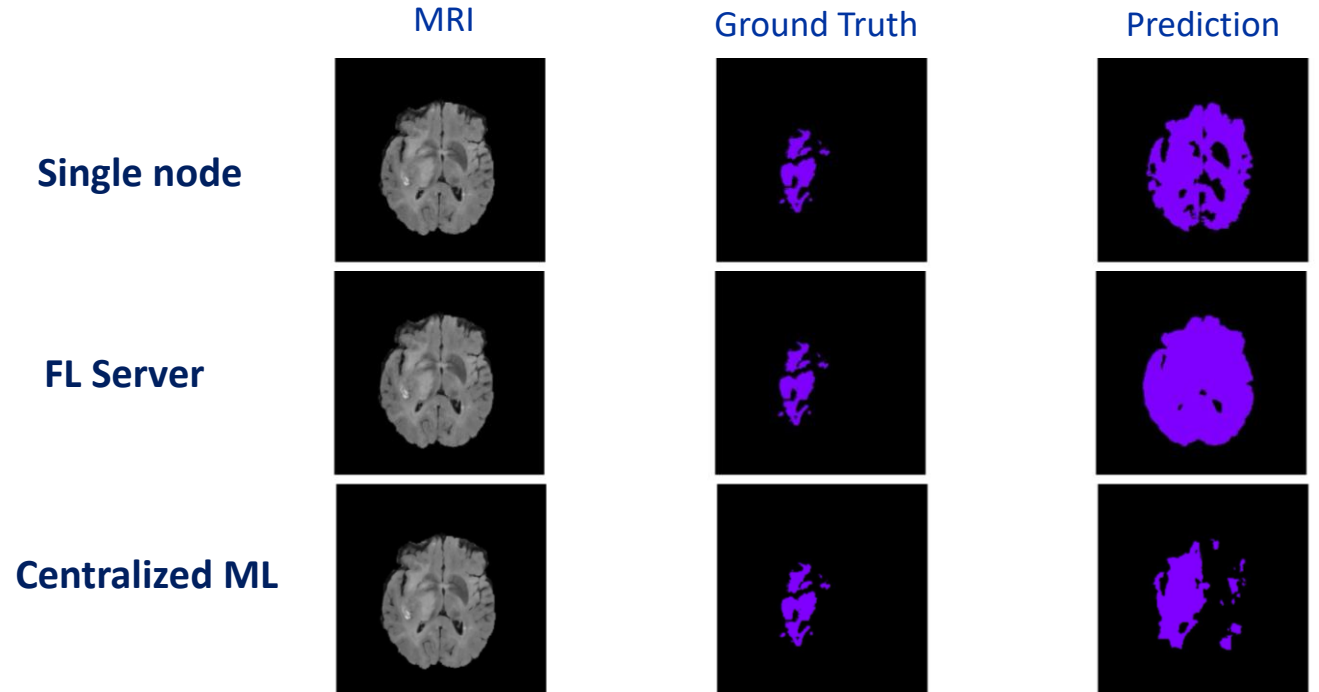 MRI
Ground Truth
Prediction
Single node
FL Server
Centralized ML